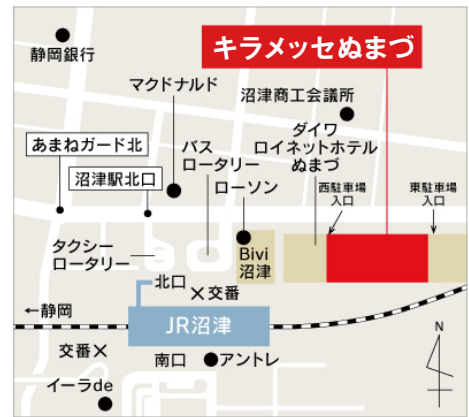 キラメッセぬまづ
静岡銀行
マクドナルド
沼津商工会議所
ダイワ
ロイネットホテル
ぬまづ
あまねガード北
バス
ロータリー
沼津駅北口
ローソン
西駐車場
入口
東駐車場
入口
タクシー
ロータリー
Bivi
沼津
北口
×交番
←静岡
JR沼津
N
交番×
南口
アントレ
イーラde